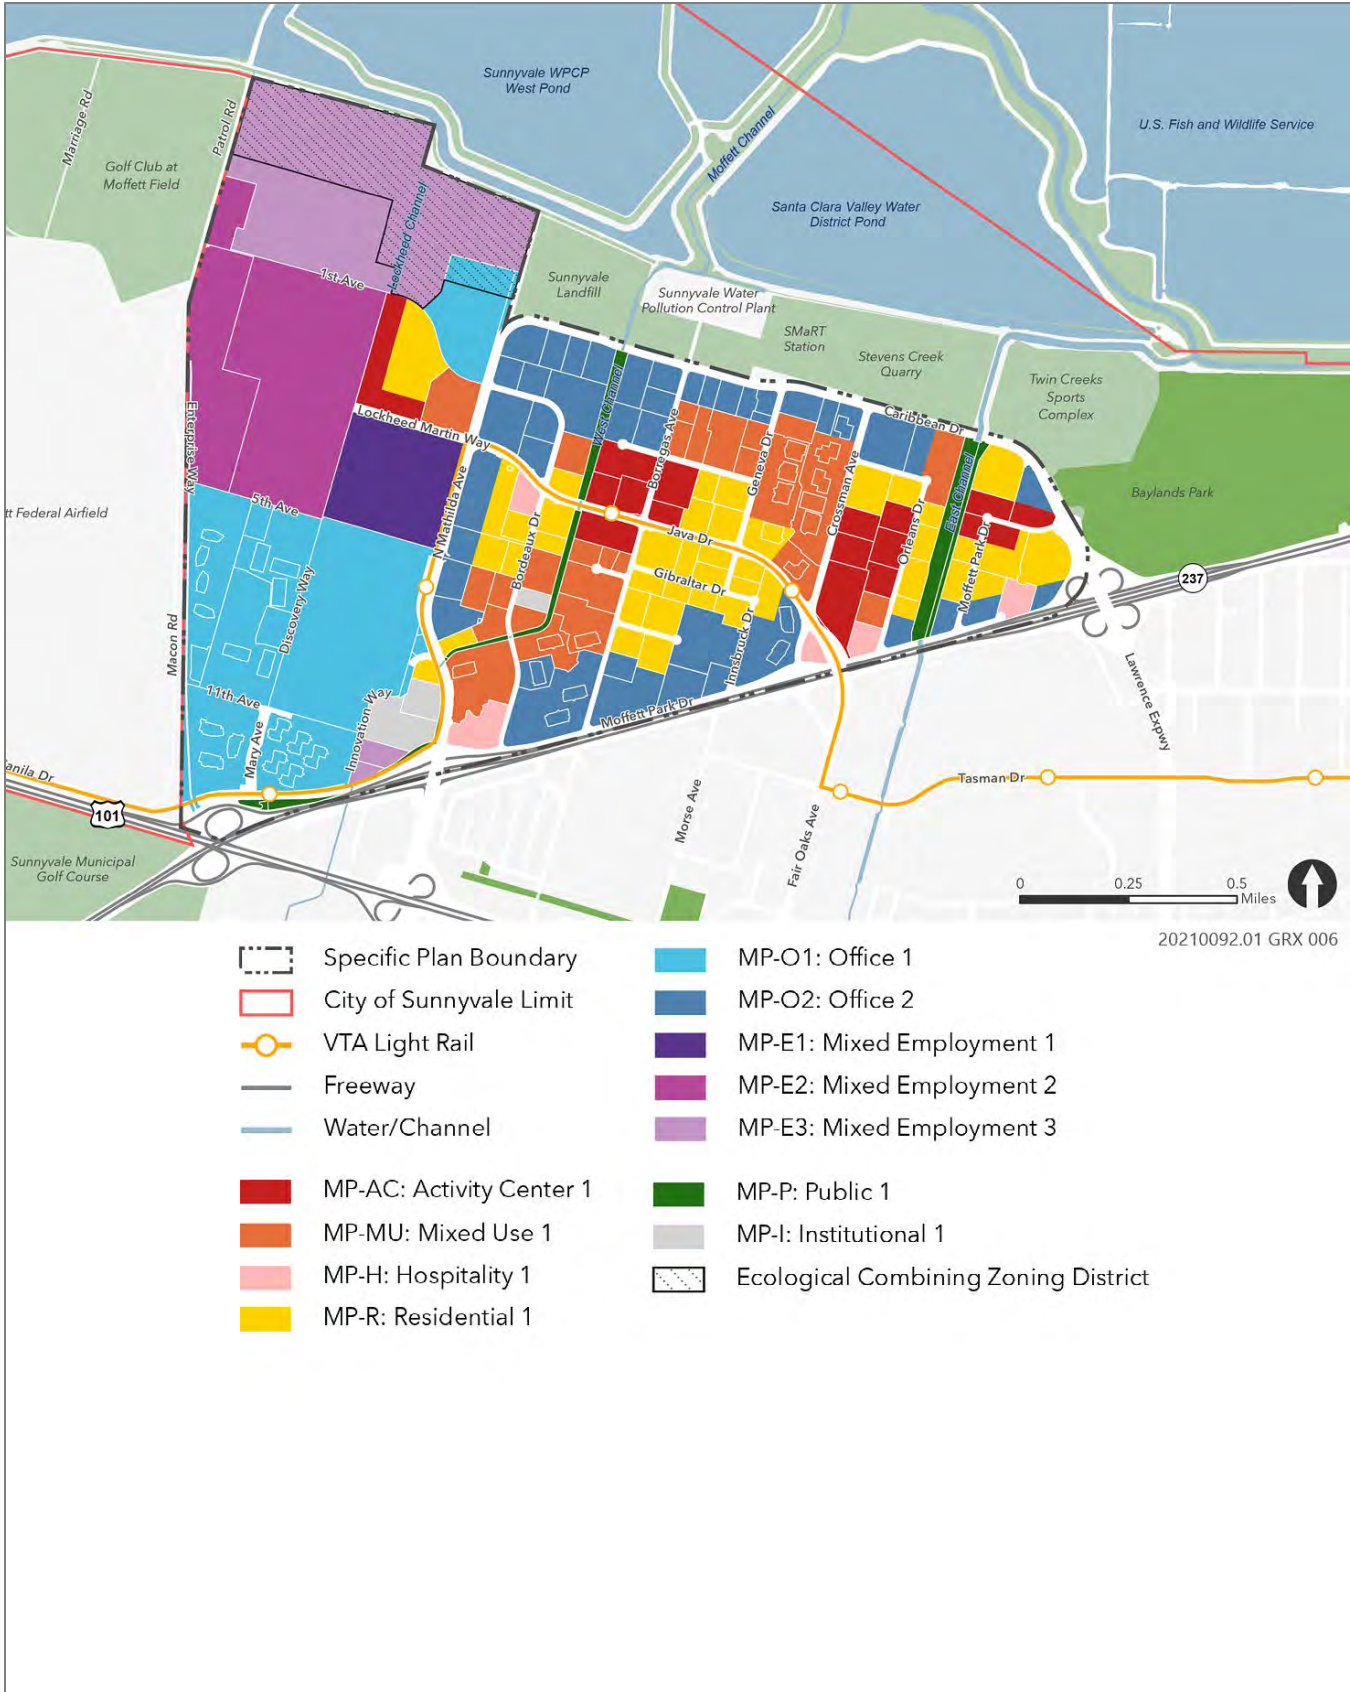 Sunnyvale WPCP
West Pond
U.S. Fish and Wildlife Service
Marriage Rd
Patrol Rd
Moffett Channel
Golf Club at
Moffett Field
Lockheed Channel
Santa Clara Valley Water
District Pond
1st Ave
Sunnyvale
Landfill
Sunnyvale Water
Pollution Control Plant
SMaRT
Station
Stevens Creek
Quarry
Twin Creeks
Sports
Complex
Caribbean Dr
West Channel
Borregas Ave
Geneva Dr
Crossman Ave
Enterprise Way
Lockheed Martin Way
N Mathilda Ave
East Channel
Baylands Park
5th Ave
tt Federal Airfield
Bordeaux Dr
Java Dr
Orleans Dr
Moffett Park Dr
Gibraltar Dr
237
Discovery Way
Innsbruck Dr
Macon Rd
11th Ave
Innovation Way
Mary Ave
Moffett Park Dr
Lawrence Expwy
anila Dr
Tasman Dr
101
Morse Ave
Fair Oaks Ave
Sunnyvale Municipal
Golf Course
0 0.25 0.5
Miles
20210092.01 GRX 006
Specific Plan Boundary
City of Sunnyvale Limit
VTA Light Rail
Freeway
Water/Channel
MP-AC: Activity Center 1
MP-MU: Mixed Use 1
MP-H: Hospitality 1
MP-R: Residential 1
MP-O1: Office 1
MP-O2: Office 2
MP-E1: Mixed Employment 1
MP-E2: Mixed Employment 2
MP-E3: Mixed Employment 3
MP-P: Public 1
MP-I: Institutional 1
Ecological Combining Zoning District